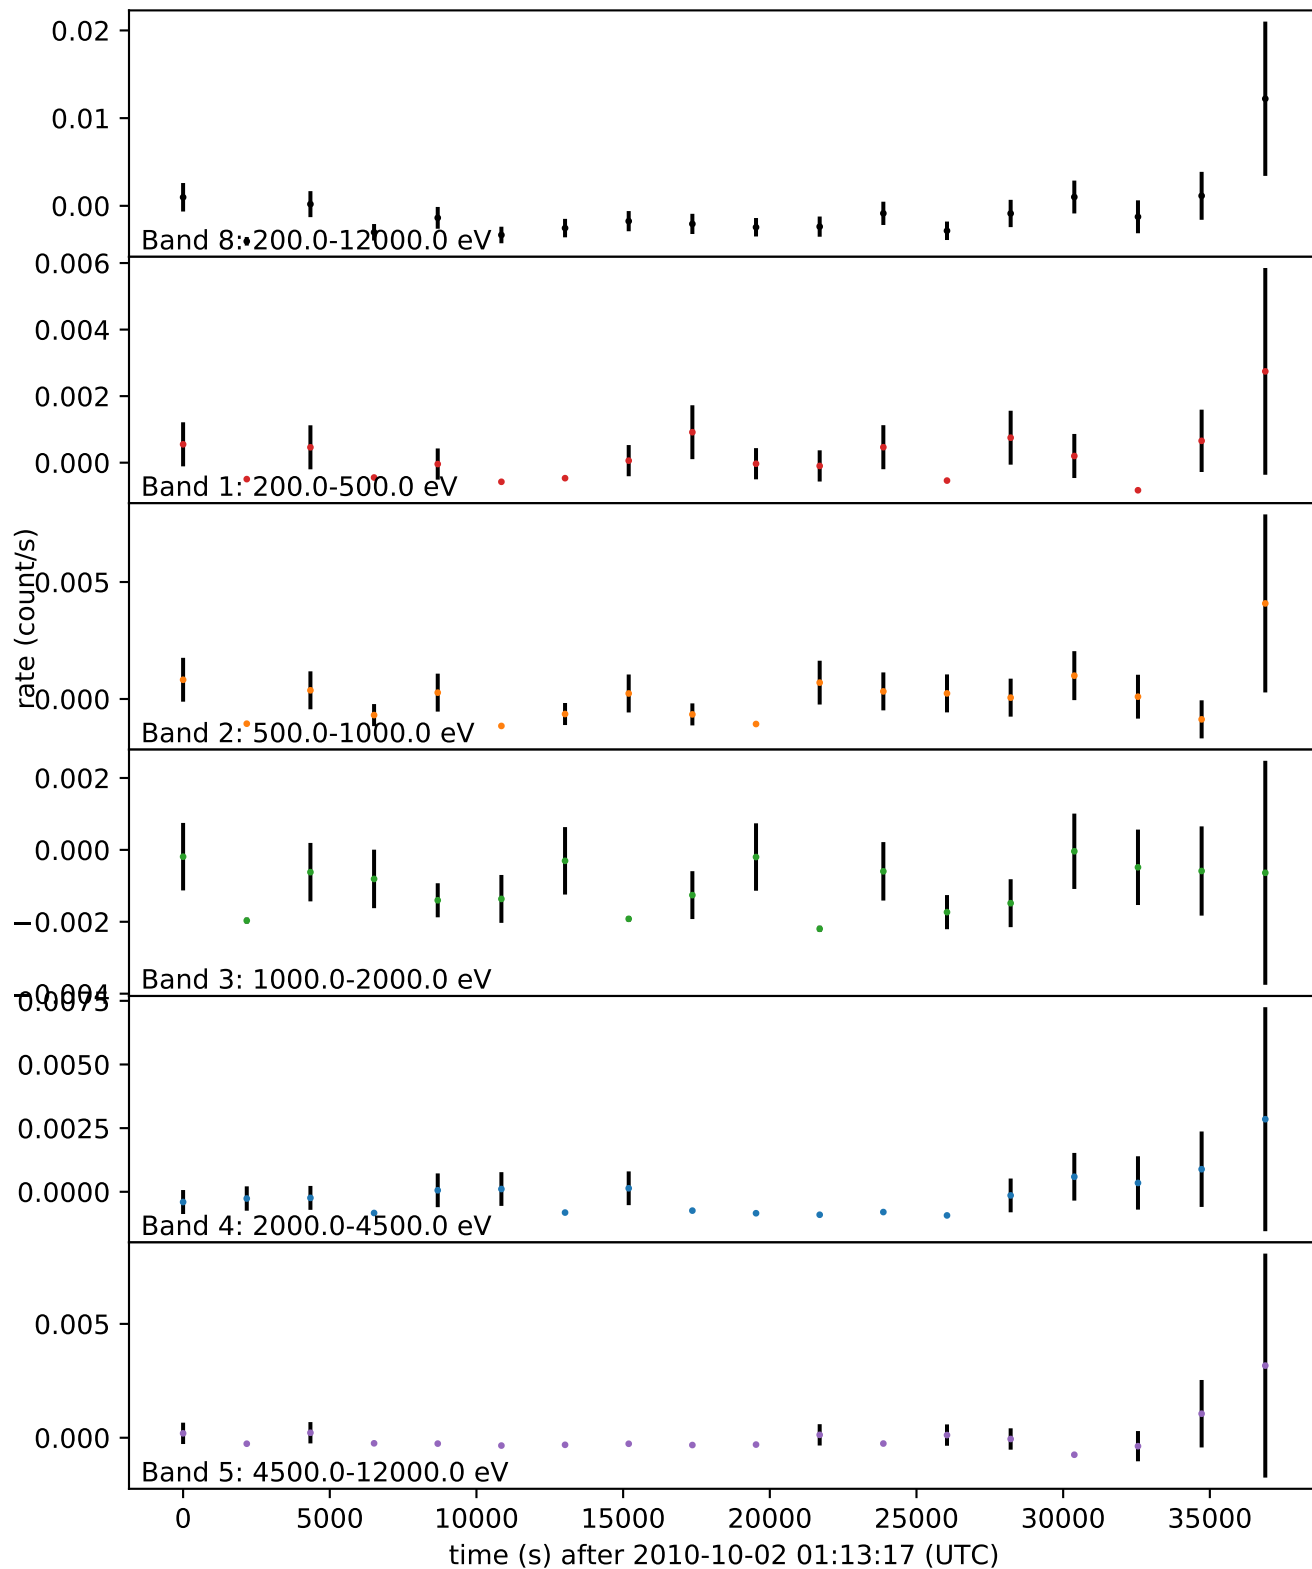 0.02
0.01
0.00
Band 8: 200.0-12000.0 eV
0.006
0.004
0.002
0.000
Band 1: 200.0-500.0 eV
rate (count/s)
0.005
0.000
Band 2: 500.0-1000.0 eV
0.002
0.000
−0.002
−0.004
Band 3: 1000.0-2000.0 eV
0.0075
0.0050
0.0025
0.0000
Band 4: 2000.0-4500.0 eV
0.005
0.000
Band 5: 4500.0-12000.0 eV
0 5000 10000 15000 20000 25000 30000 35000
time (s) after 2010-10-02 01:13:17 (UTC)